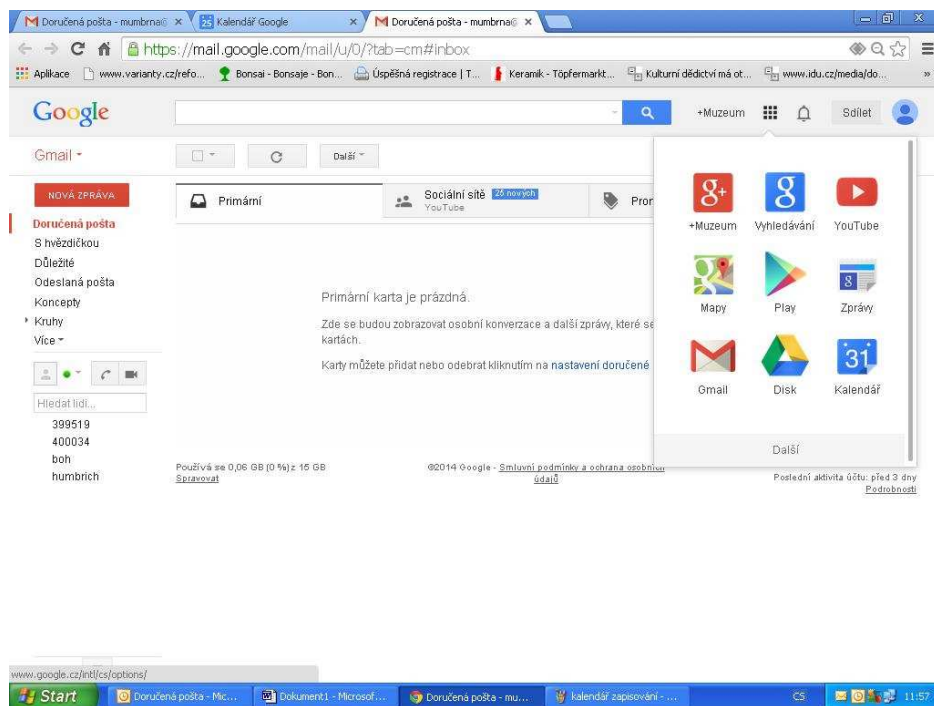 Doručená pošta - mumbrna@ × Kalendář Google × Doručená pošta - mumbrna@ ×
https://mail.google.com/mail/u/0/?tab=cm#inbox
Aplikace www.varianty.cz/refo... Bonsai - Bonsaje - Bon... Úspěšná registrace | T... Keramik - Töpfermarkt... Kulturní dědictví má ot... www.idu.cz/media/do... »
Google +Muzeum Sdílet
Gmail Další
NOVÁ ZPRÁVA
Primární
Sociální sítě 26 nových
YouTube
Pror
Doručená pošta
S hvězdičkou
Důležité
Odeslaná pošta
Koncepty
Kruhy
Více
Hledat lidi...
399519
400034
boh
humbrich
Primární karta je prázdná.
Zde se budou zobrazovat osobní konverzace a další zprávy, které se
kartách.
Karty můžete přidat nebo odebrat kliknutím na nastavení doručené
+Muzeum Vyhledávání YouTube
Mapy Play Zprávy
31
Gmail Disk Kalendář
Další
Používá se 0,06 GB (0 %) z 15 GB
Spravovat
©2014 Google - Smluvní podmínky a ochrana osobních
údajů
Poslední aktivita účtu: před 3 dny
Podrobnosti
www.google.cz/intl/cs/options/
Start Doručená pošta - Mic... Dokument1 - Microsof... Doručená pošta - mu... kalendář zapisování - ... CS 11:57